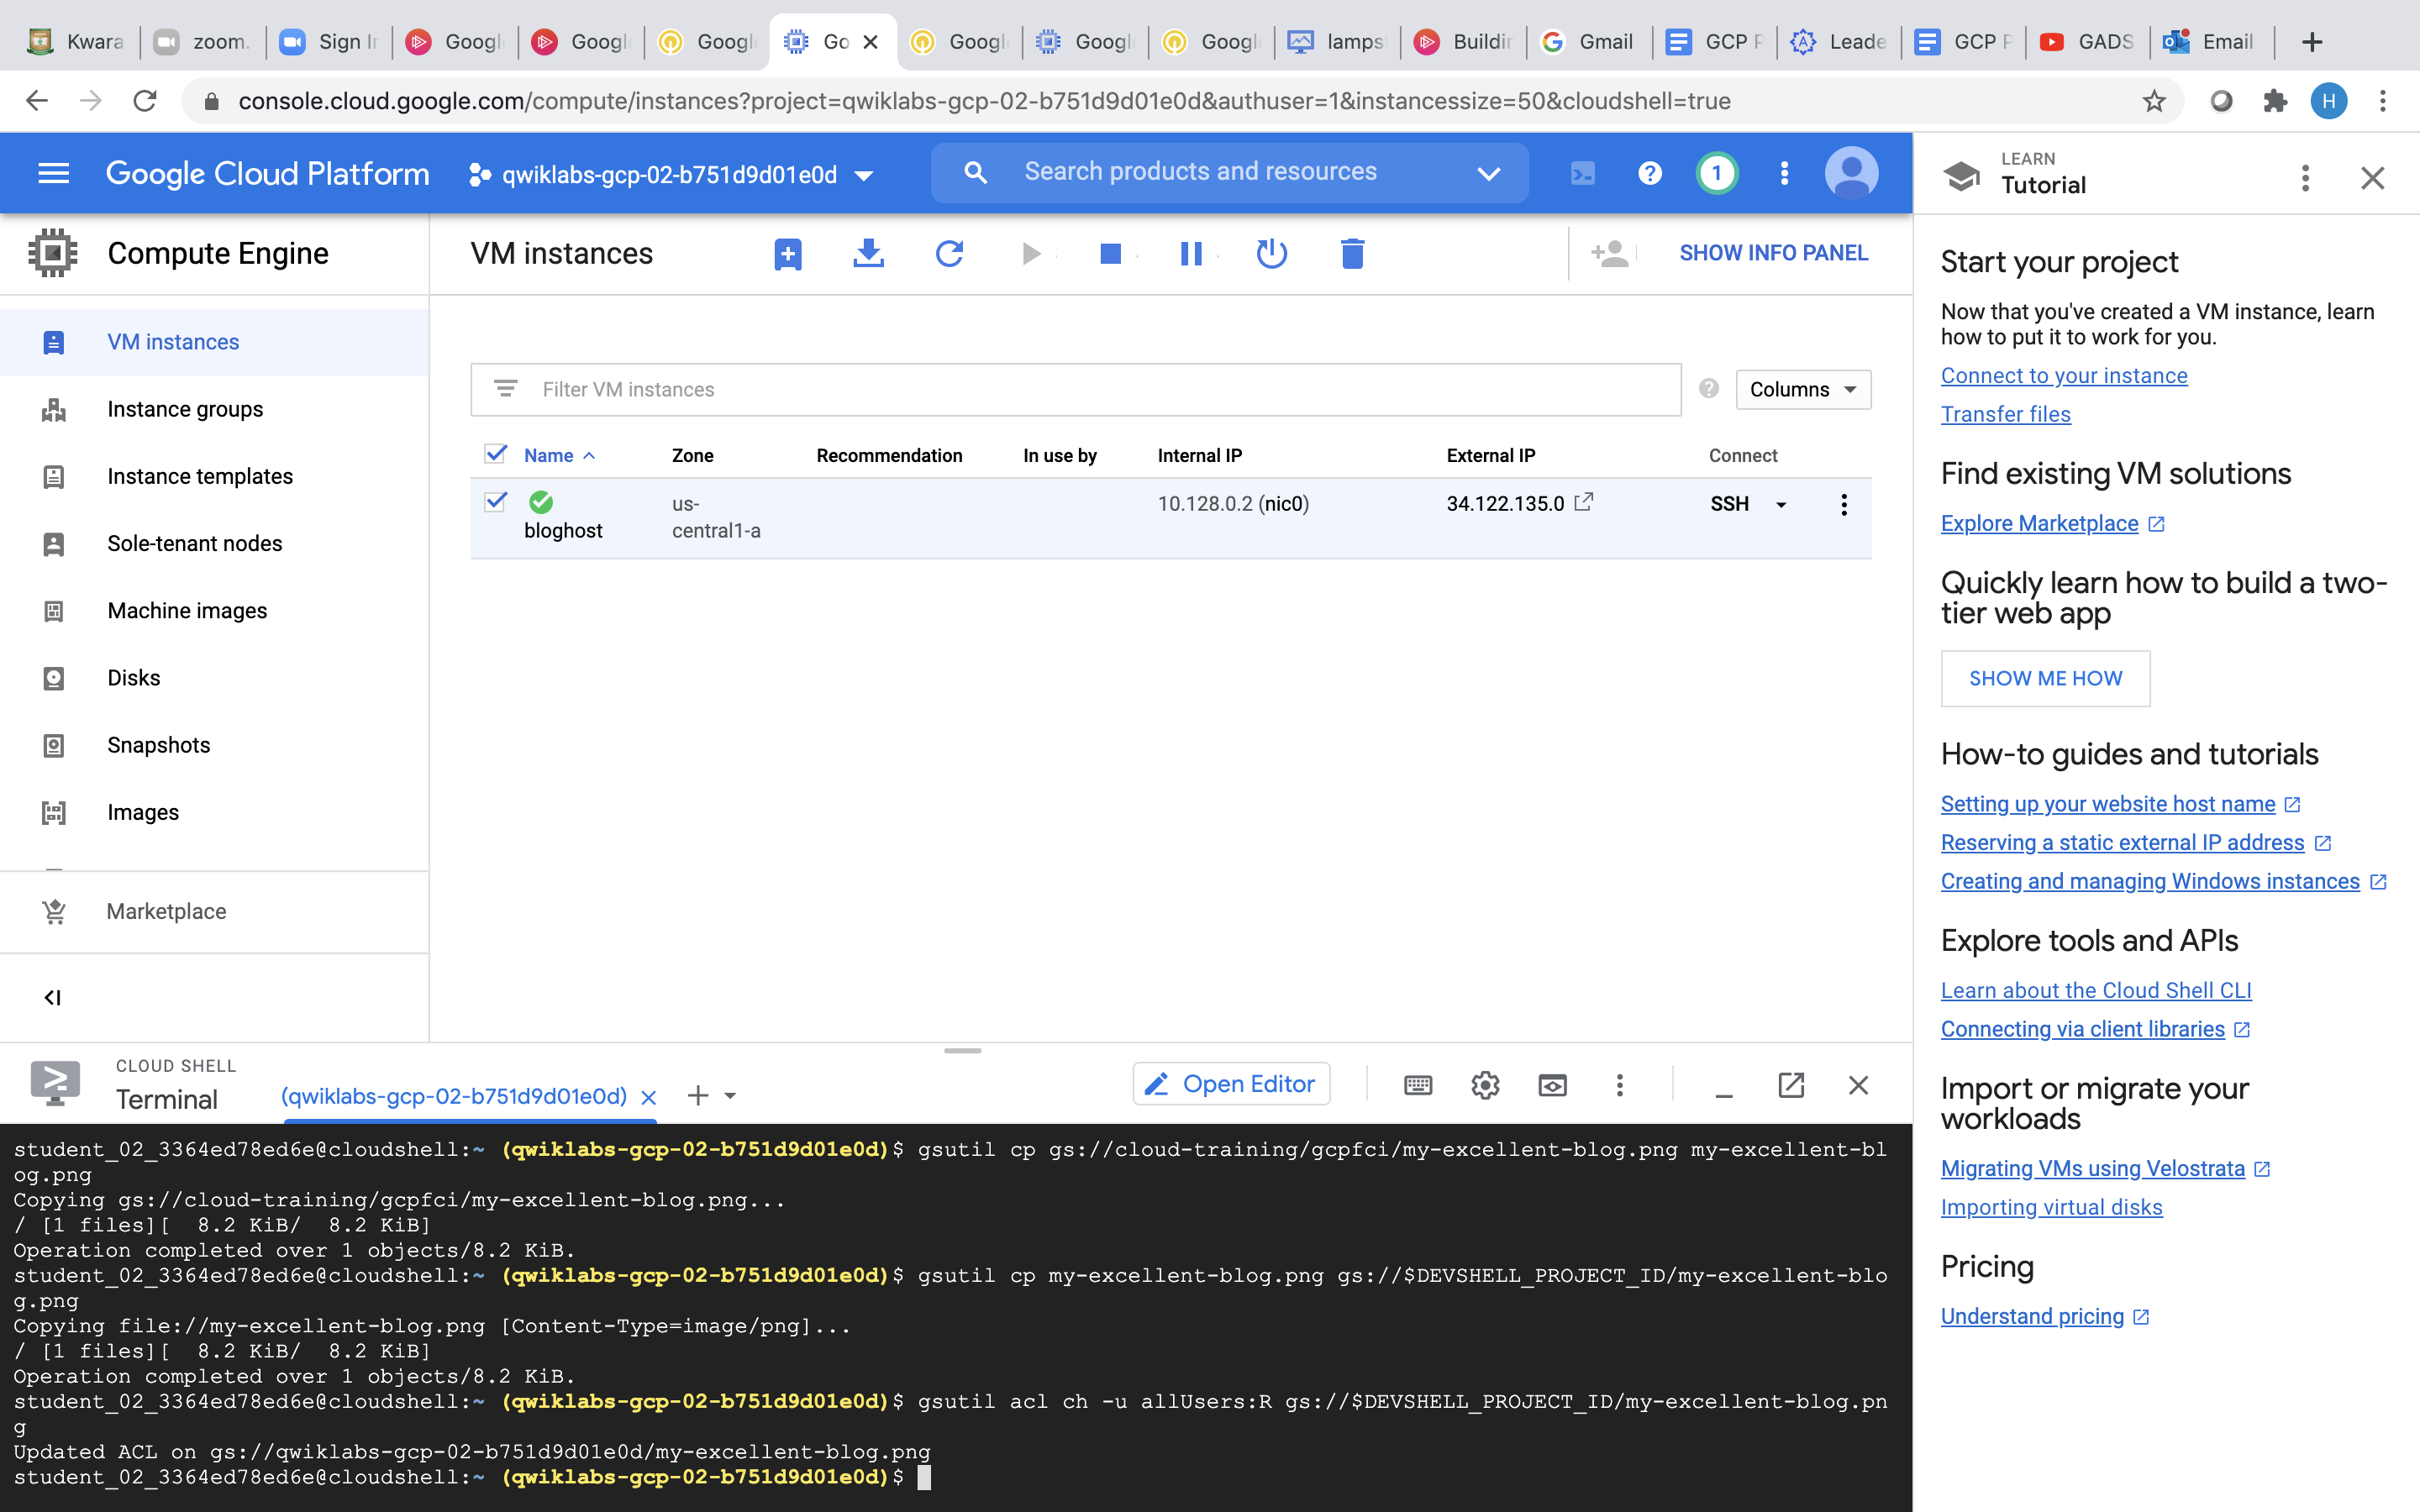 Kwara
zoom.
Sign I
Googl
Googl
Googl
Go
Googl
Googl
Googl
lamps
Buildin
Gmail
GCP P
Leade
GCP P
GADS
Email
console.cloud.google.com/compute/instances?project=qwiklabs-gcp-02-b751d9d01e0d&authuser=1&instancessize=50&cloudshell=true
H
Google Cloud Platform
qwiklabs-gcp-02-b751d9d01e0d
Search products and resources
1
LEARN
Tutorial
Compute Engine
VM instances
SHOW INFO PANEL
VM instances
Instance groups
Instance templates
Sole-tenant nodes
Machine images
Disks
Snapshots
Images
Marketplace
Filter VM instances
Columns
Name Zone Recommendation In use by Internal IP External IP Connect
us- 10.128.0.2 (nic0) 34.122.135.0 SSH
bloghost central1-a
Start your project
Now that you've created a VM instance, learn
how to put it to work for you.
Connect to your instance
Transfer files
Find existing VM solutions
Explore Marketplace
Quickly learn how to build a two-
tier web app
SHOW ME HOW
How-to guides and tutorials
Setting up your website host name
Reserving a static external IP address
Creating and managing Windows instances
Explore tools and APIs
Learn about the Cloud Shell CLI
Connecting via client libraries
Import or migrate your
workloads
Migrating VMs using Velostrata
Importing virtual disks
Pricing
Understand pricing
CLOUD SHELL
Terminal
(qwiklabs-gcp-02-b751d9d01e0d)
Open Editor
student_02_3364ed78ed6e@cloudshell:~ (qwiklabs-gcp-02-b751d9d01e0d)$ gsutil cp gs://cloud-training/gcpfci/my-excellent-blog.png my-excellent-bl
og.png
Copying gs://cloud-training/gcpfci/my-excellent-blog.png...
/ [1 files][  8.2 KiB/  8.2 KiB]
Operation completed over 1 objects/8.2 KiB.
student_02_3364ed78ed6e@cloudshell:~ (qwiklabs-gcp-02-b751d9d01e0d)$ gsutil cp my-excellent-blog.png gs://$DEVSHELL_PROJECT_ID/my-excellent-blo
g.png
Copying file://my-excellent-blog.png [Content-Type=image/png]...
/ [1 files][  8.2 KiB/  8.2 KiB]
Operation completed over 1 objects/8.2 KiB.
student_02_3364ed78ed6e@cloudshell:~ (qwiklabs-gcp-02-b751d9d01e0d)$ gsutil acl ch -u allUsers:R gs://$DEVSHELL_PROJECT_ID/my-excellent-blog.pn
g
Updated ACL on gs://qwiklabs-gcp-02-b751d9d01e0d/my-excellent-blog.png
student_02_3364ed78ed6e@cloudshell:~ (qwiklabs-gcp-02-b751d9d01e0d)$